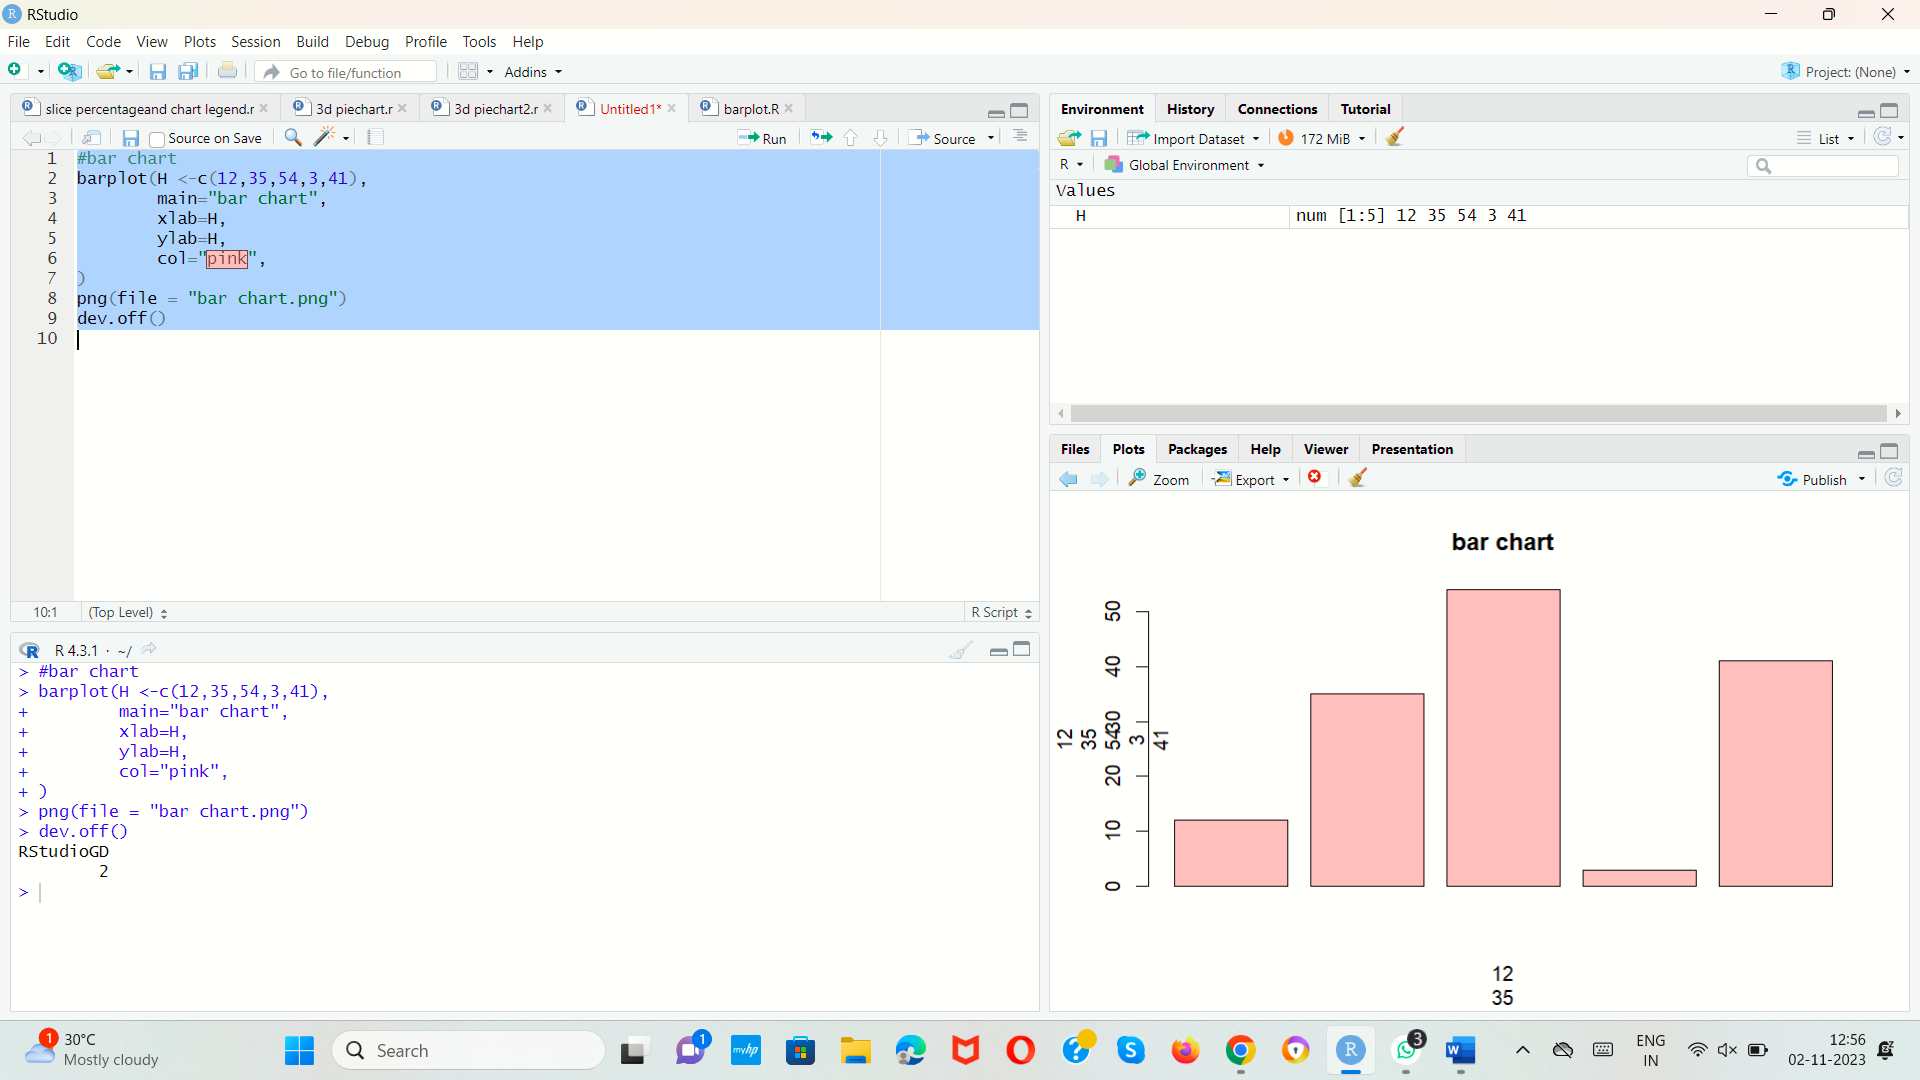 RStudio
File Edit Code View Plots Session Build Debug Profile Tools Help
Go to file/function Addins Project: (None)
slice percentageand chart legend.r 3d piechart.r 3d piechart2.r Untitled1* barplot.R
Source on Save Run Source
1 #bar chart
2 barplot(H <-c(12,35,54,3,41),
3 main="bar chart",
4 xlab=H,
5 ylab=H,
6 col="pink",
7 )
8 png(file = "bar chart.png")
9 dev.off()
10
10:1 (Top Level) R Script
R 4.3.1 · ~/
> #bar chart
> barplot(H <-c(12,35,54,3,41),
+ main="bar chart",
+ xlab=H,
+ ylab=H,
+ col="pink",
+ )
> png(file = "bar chart.png")
> dev.off()
RStudioGD
2
>
Environment History Connections Tutorial
Import Dataset 172 MiB List
R Global Environment
Values
H num [1:5] 12 35 54 3 41
Files Plots Packages Help Viewer Presentation
Zoom Export Publish
bar chart
50
40
30
20
10
0
12
35
54
3
41
12
35
1 30°C
Mostly cloudy
Search
1
myhp
3
ENG
IN
12:56
02-11-2023